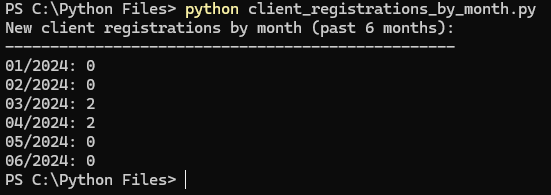 PS C:\Python Files> python client_registrations_by_month.py
New client registrations by month (past 6 months):
--------------------------------------------------
01/2024: 0
02/2024: 0
03/2024: 2
04/2024: 2
05/2024: 0
06/2024: 0
PS C:\Python Files>